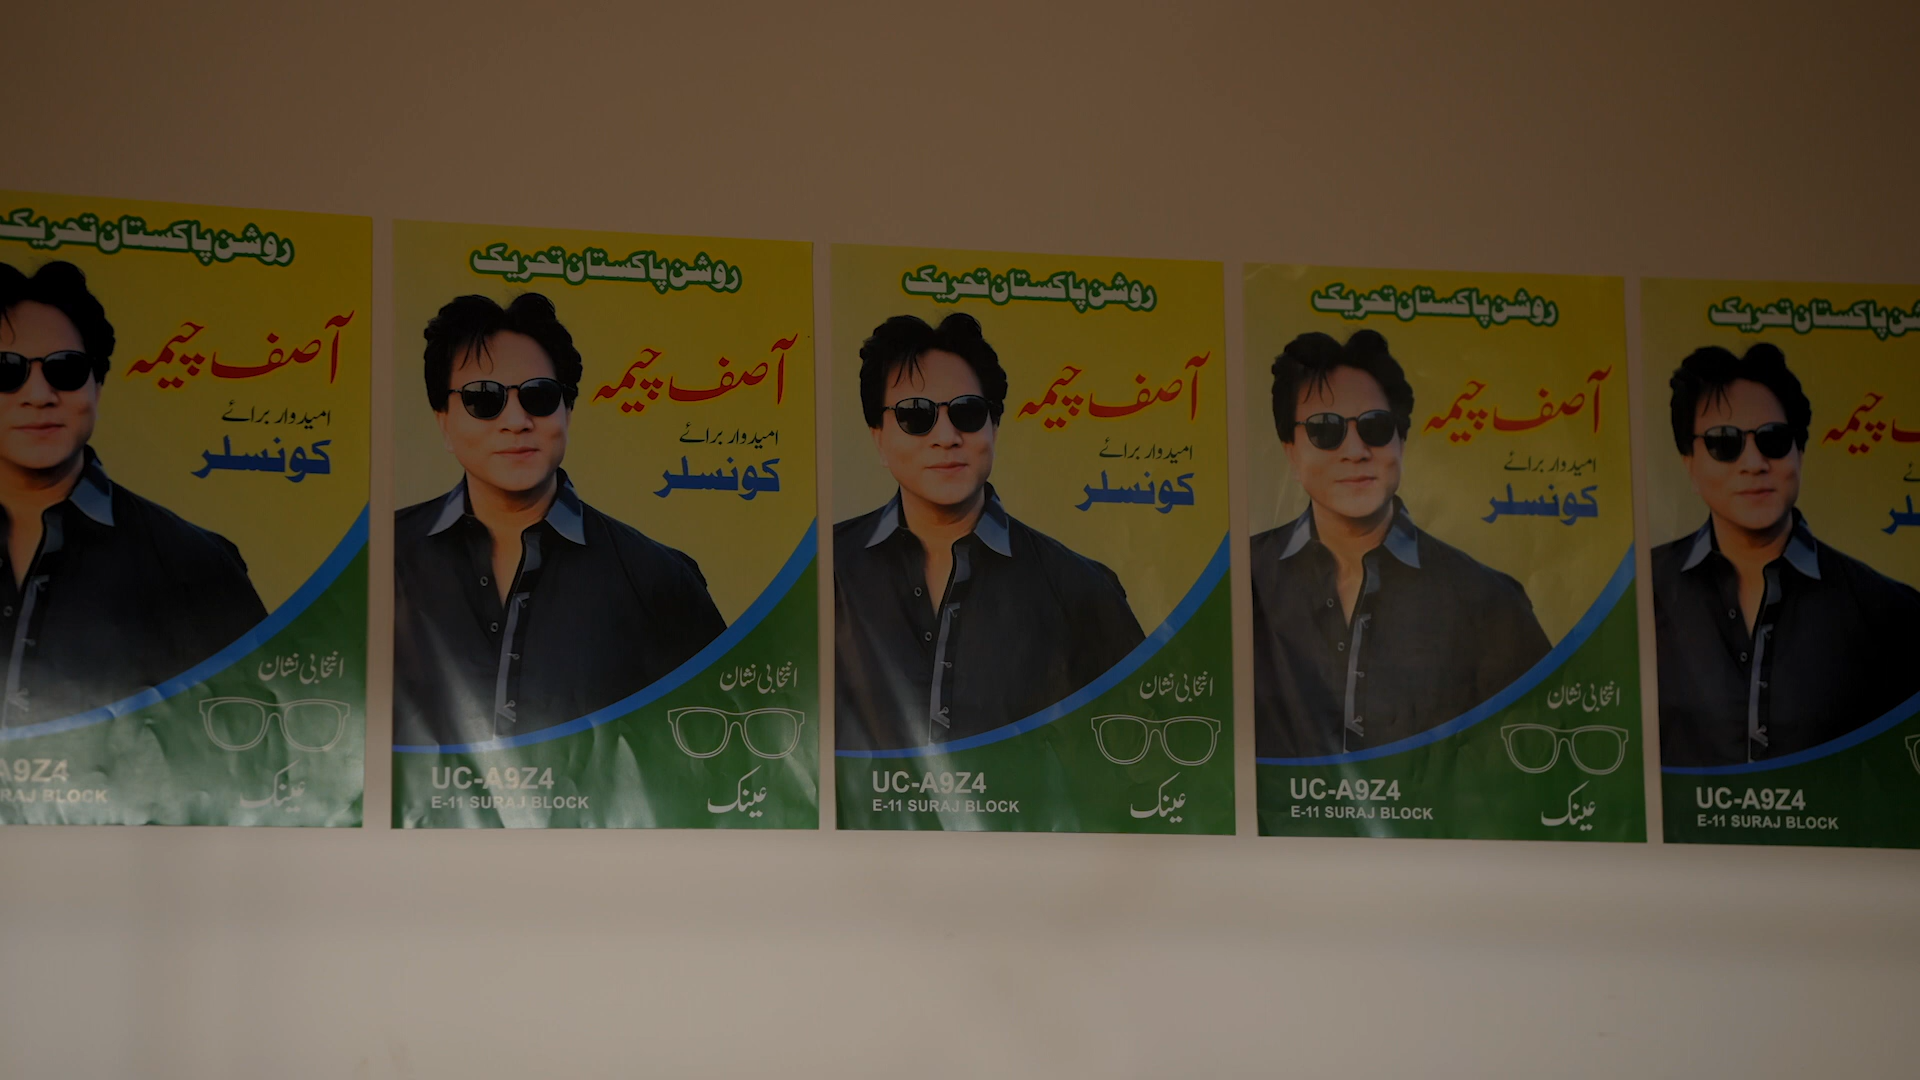 روشن پاکستان تحریک
آصف چیمہ
امیدوار برائے
کونسلر
انتخابی نشان
A9Z4
RAJ BLOCK
عینک
روشن پاکستان تحریک
آصف چیمہ
امیدوار برائے
کونسلر
انتخابی نشان
UC-A9Z4
E-11 SURAJ BLOCK
عینک
روشن پاکستان تحریک
آصف چیمہ
امیدوار برائے
کونسلر
انتخابی نشان
UC-A9Z4
E-11 SURAJ BLOCK
عینک
روشن پاکستان تحریک
آصف چیمہ
امیدوار برائے
کونسلر
انتخابی نشان
UC-A9Z4
E-11 SURAJ BLOCK
عینک
پاکستان تحریک
چیمہ
UC-A9Z4
E-11 SURAJ BLOCK